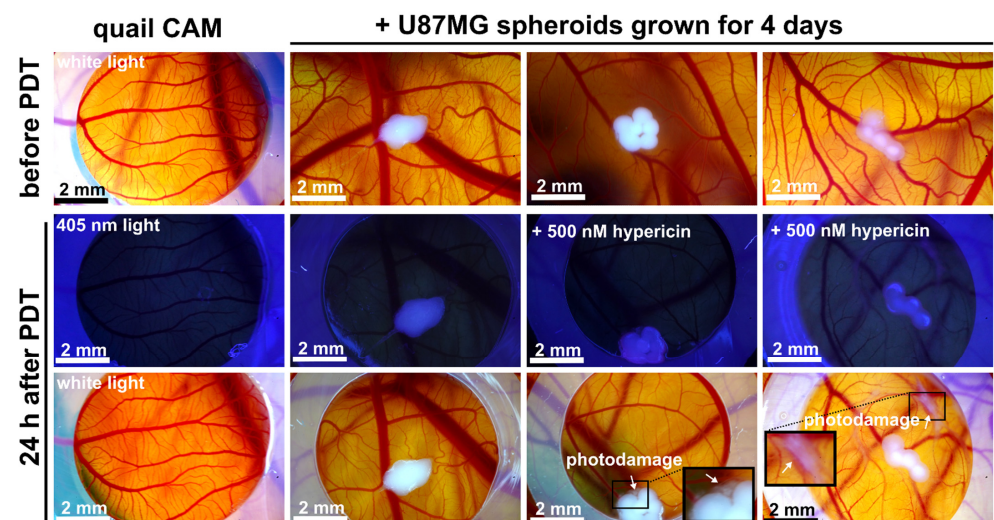 quail CAM
+ U87MG spheroids grown for 4 days
before PDT
white light
2 mm
2 mm
2 mm
2 mm
24 h after PDT
405 nm light
+ 500 nM hypericin
+ 500 nM hypericin
2 mm
2 mm
2 mm
2 mm
white light
photodamage
photodamage
2 mm
2 mm
2 mm
2 mm